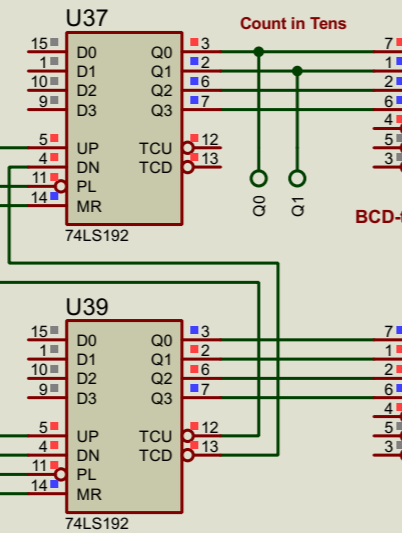 U37
Count in Tens
15 D0 Q0 3 7
1 D1 Q1 2 1
10 D2 Q2 6 2
9 D3 Q3 7 6
4
5 UP TCU 12 5
4 DN TCD 13 3
11 PL
14 MR
Q0 Q1
BCD-
74LS192
U39
15 D0 Q0 3 7
1 D1 Q1 2 1
10 D2 Q2 6 2
9 D3 Q3 7 6
4
5 UP TCU 12 5
4 DN TCD 13 3
11 PL
14 MR
74LS192